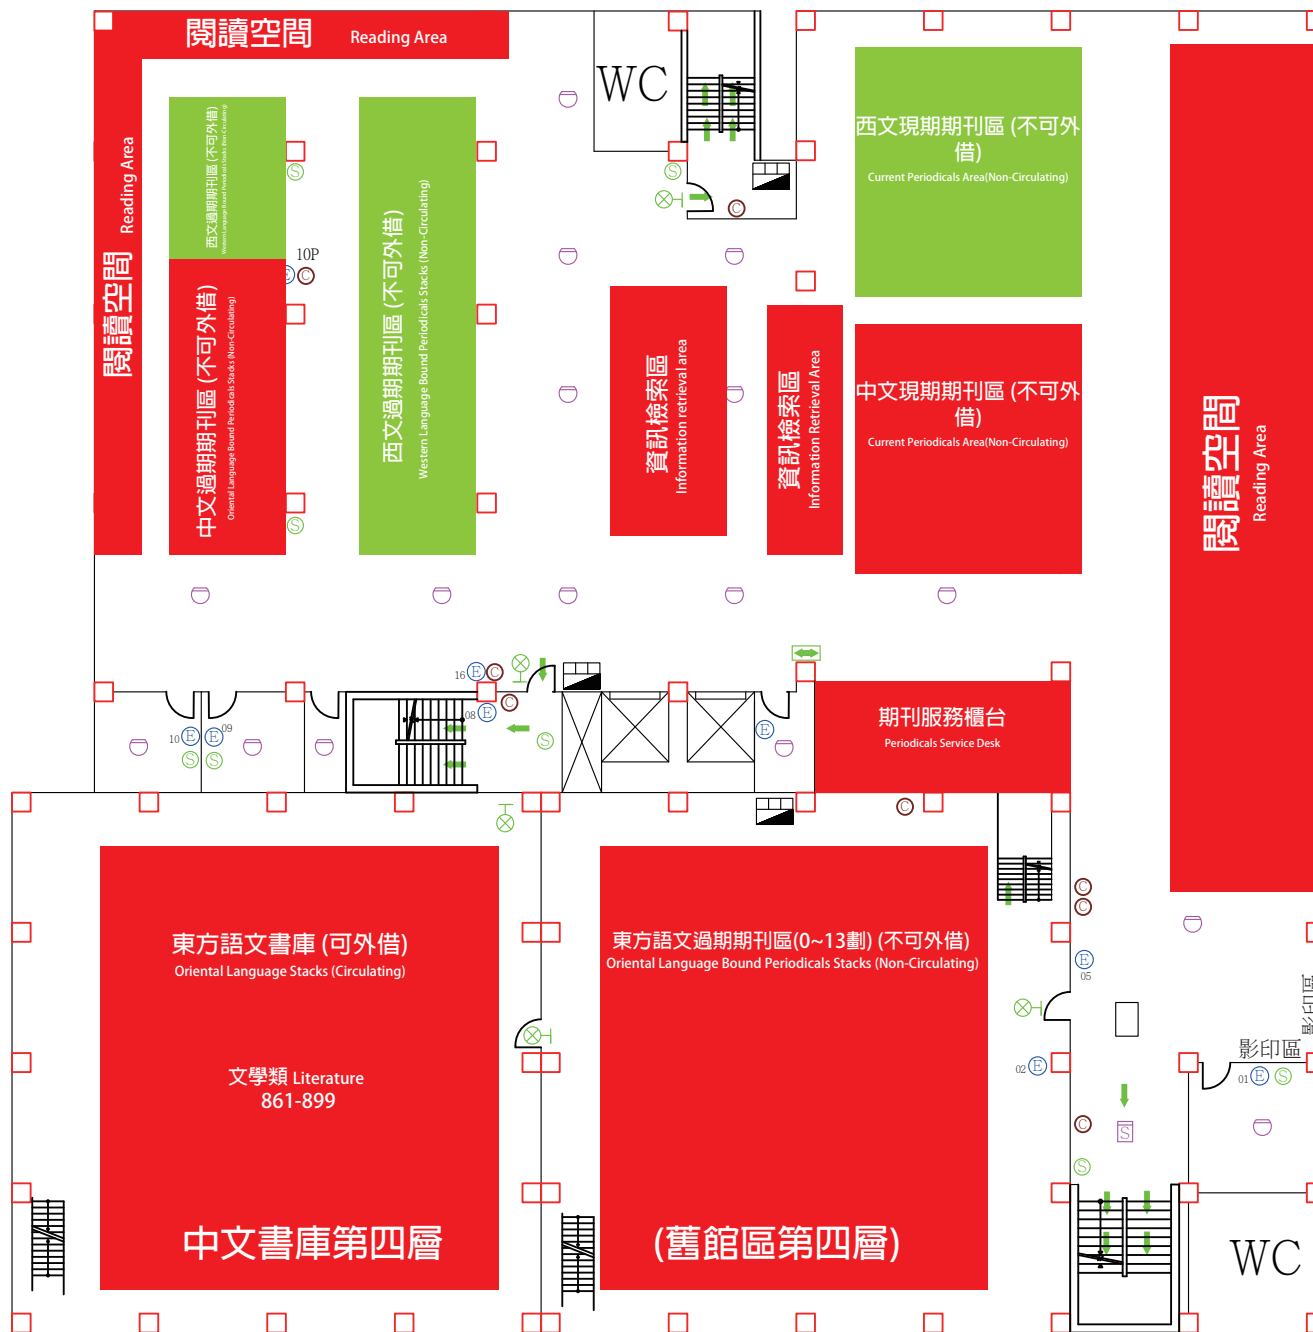 閱讀空間 Reading Area
WC
西文現期期刊區 (不可外
借)
Current Periodicals Area(Non-Circulating)
閱讀空間 Reading Area
西文過期期刊區 (不可外借)
Western Language Bound Periodicals Stacks (Non-Circulating)
西文過期期刊區 (不可外借)
Western Language Bound Periodicals Stacks (Non-Circulating)
S
S
C
10P
E C
中文過期期刊區 (不可外借)
Oriental Language Bound Periodicals Stacks (Non-Circulating)
S
資訊檢索區
Information retrieval area
資訊檢索區
Information Retrieval Area
中文現期期刊區 (不可外
借)
Current Periodicals Area(Non-Circulating)
閱讀空間
Reading Area
16 E C
C
08 E
10 E
E 09
S S
S
E
期刊服務櫃台
Periodicals Service Desk
C
C
C
東方語文書庫 (可外借)
Oriental Language Stacks (Circulating)
文學類 Literature
861-899
中文書庫第四層
東方語文過期期刊區(0~13劃) (不可外借)
Oriental Language Bound Periodicals Stacks (Non-Circulating)
(舊館區第四層)
E
05
02 E
影印區
01 E S
C
S
S
WC